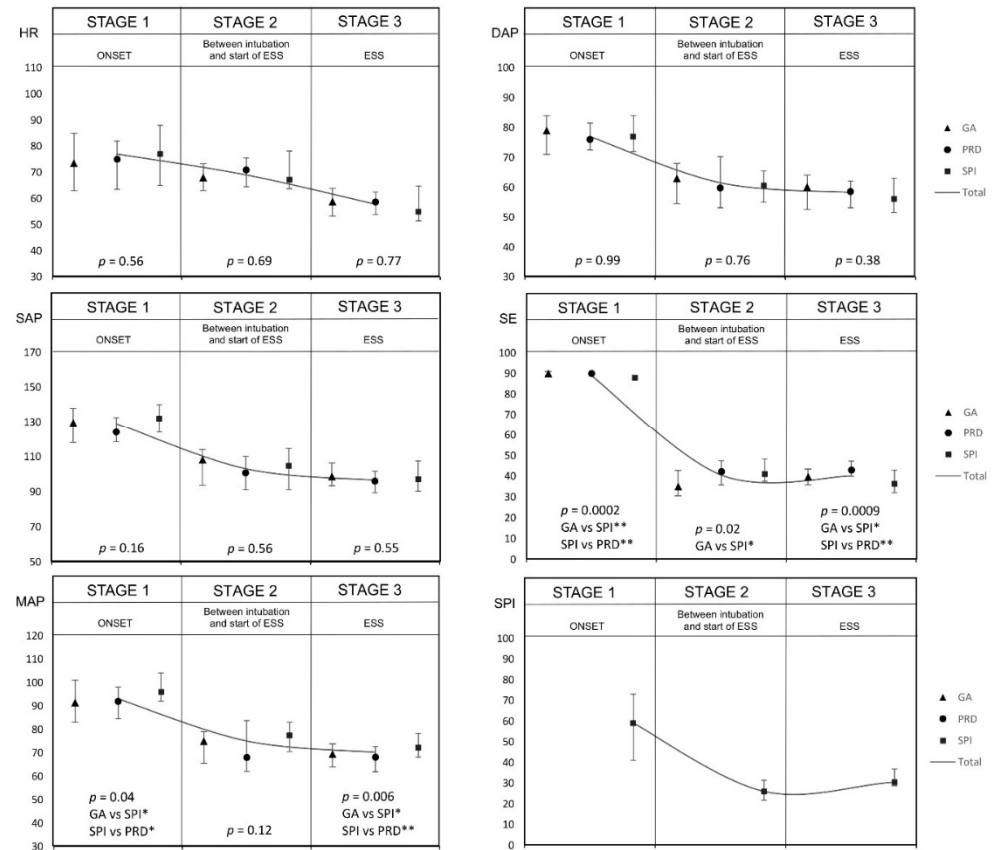 HR
STAGE 1 STAGE 2 STAGE 3
ONSET Between intubation and start of ESS ESS
110
100
90
80
70
60
50
40
30
p = 0.56 p = 0.69 p = 0.77
DAP
STAGE 1 STAGE 2 STAGE 3
ONSET Between intubation and start of ESS ESS
100
90
80
70
60
50
40
30
p = 0.99 p = 0.76 p = 0.38
GA
PRD
SPI
Total
SAP
STAGE 1 STAGE 2 STAGE 3
ONSET Between intubation and start of ESS ESS
170
150
130
110
90
70
50
p = 0.16 p = 0.56 p = 0.55
SE
STAGE 1 STAGE 2 STAGE 3
ONSET Between intubation and start of ESS ESS
100
90
80
70
60
50
40
30
20
10
0
p = 0.0002
GA vs SPI**
SPI vs PRD**
p = 0.02
GA vs SPI*
p = 0.0009
GA vs SPI*
SPI vs PRD**
GA
PRD
SPI
Total
MAP
STAGE 1 STAGE 2 STAGE 3
ONSET Between intubation and start of ESS ESS
120
110
100
90
80
70
60
50
40
30
p = 0.04
GA vs SPI*
SPI vs PRD*
p = 0.12
p = 0.006
GA vs SPI*
SPI vs PRD**
SPI
STAGE 1 STAGE 2 STAGE 3
ONSET Between intubation and start of ESS ESS
100
90
80
70
60
50
40
30
20
10
0
GA
PRD
SPI
Total